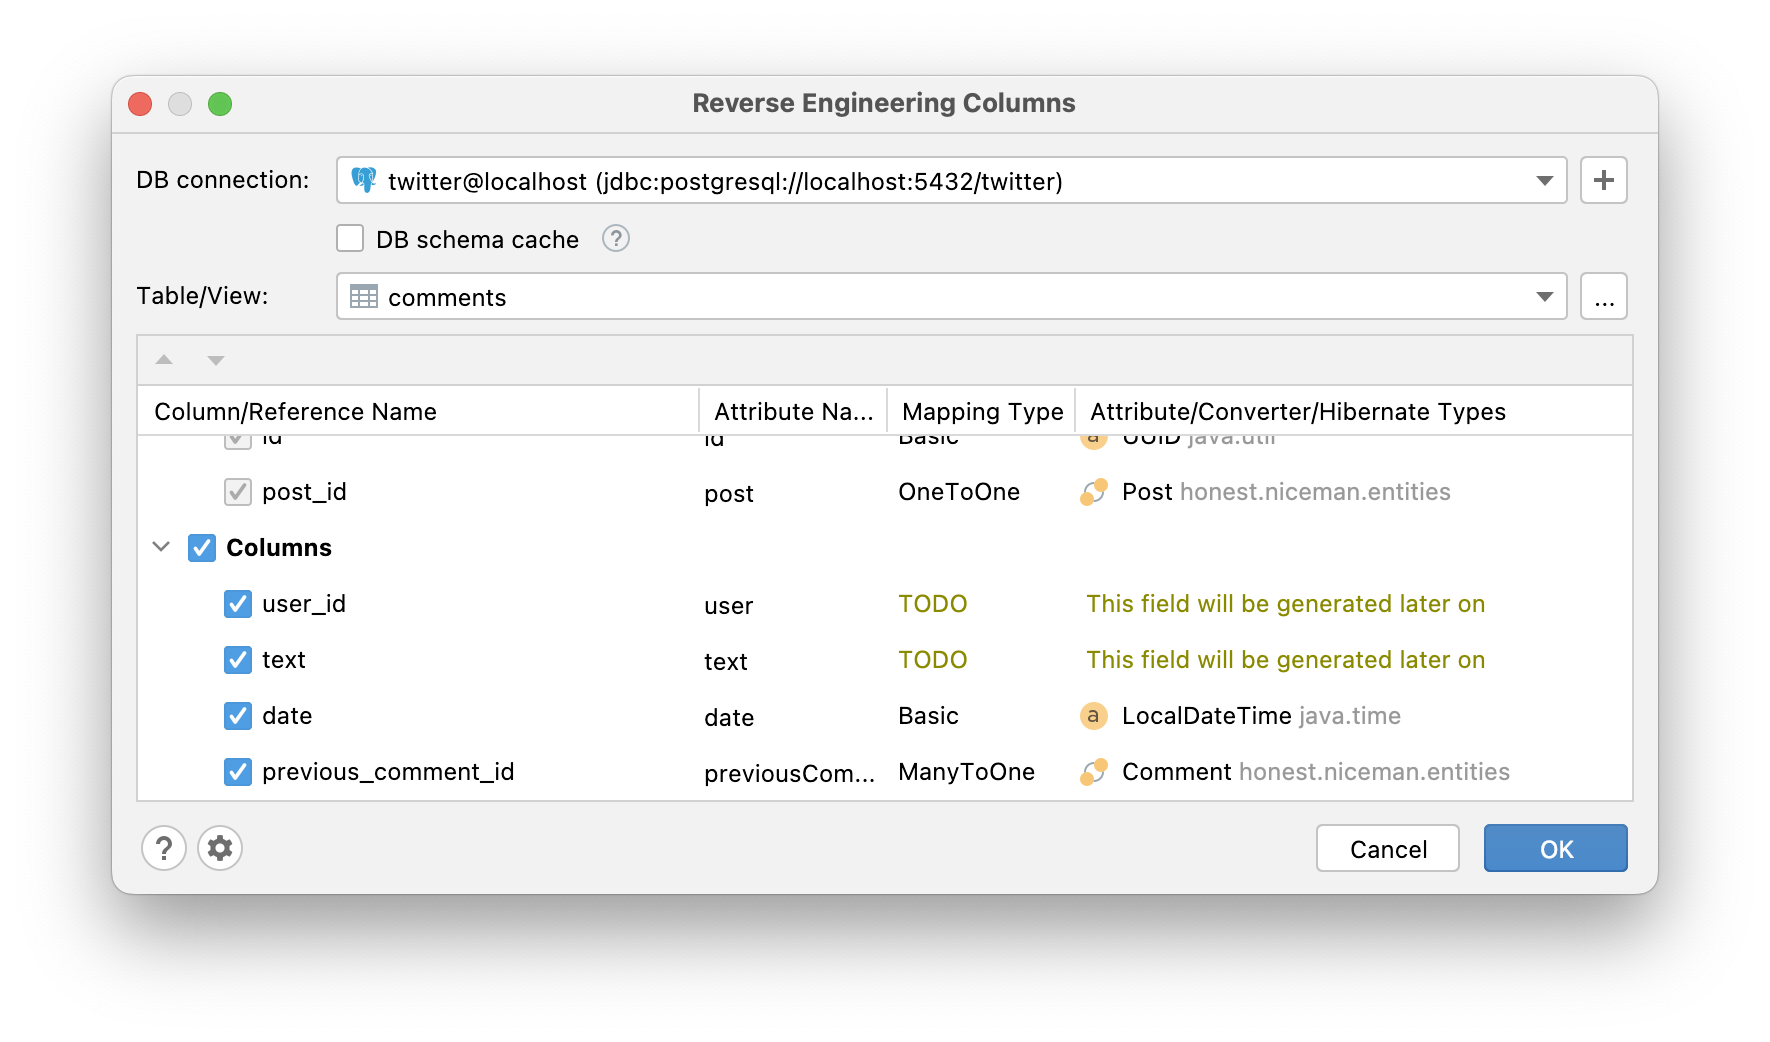 Reverse Engineering Columns
DB connection: twitter@localhost (jdbc:postgresql://localhost:5432/twitter) +
DB schema cache ?
Table/View: comments ...
Column/Reference Name Attribute Na... Mapping Type Attribute/Converter/Hibernate Types
id id Basic a UUID java.util
post_id post OneToOne Post honest.niceman.entities
Columns
user_id user TODO This field will be generated later on
text text TODO This field will be generated later on
date date Basic a LocalDateTime java.time
previous_comment_id previousCom... ManyToOne Comment honest.niceman.entities
? Cancel OK